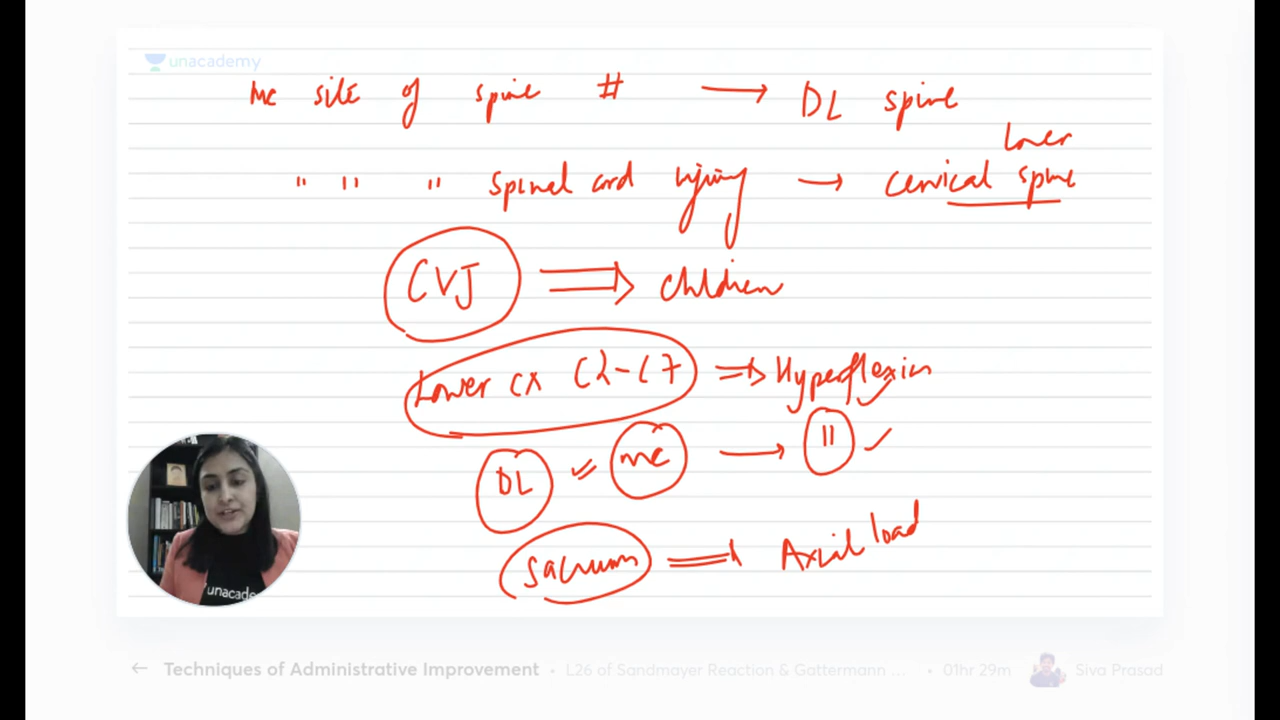 unacademy
Mc site of spine # → DL spine
lower
" " " spinal cord injury → cervical spine
CVJ ⇒ children
Lower cx C2-C7 ⇒ Hyperflexion
DL mc → "
sacrum ⇒ Axial load
unacade
← Techniques of Administrative Improvement • L26 of Sandmayer Reaction & Gattermann ... • 01hr 29m Siva Prasad